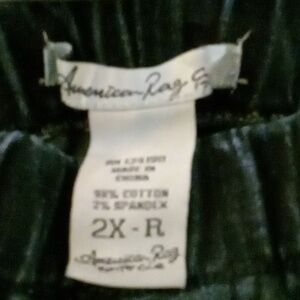 American Rag
MADE IN
CHINA
98% COTTON
2% SPANDEX
2X - R
American Rag